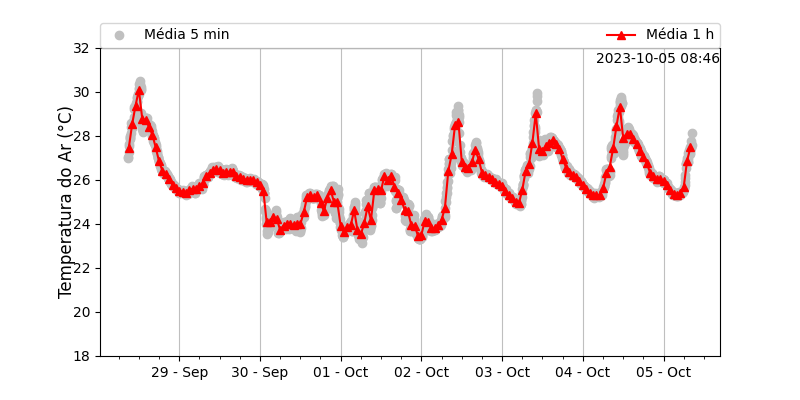 Média 5 min
Média 1 h
2023-10-05 08:46
Temperatura do Ar (°C)
32
30
28
26
24
22
20
18
29 - Sep
30 - Sep
01 - Oct
02 - Oct
03 - Oct
04 - Oct
05 - Oct